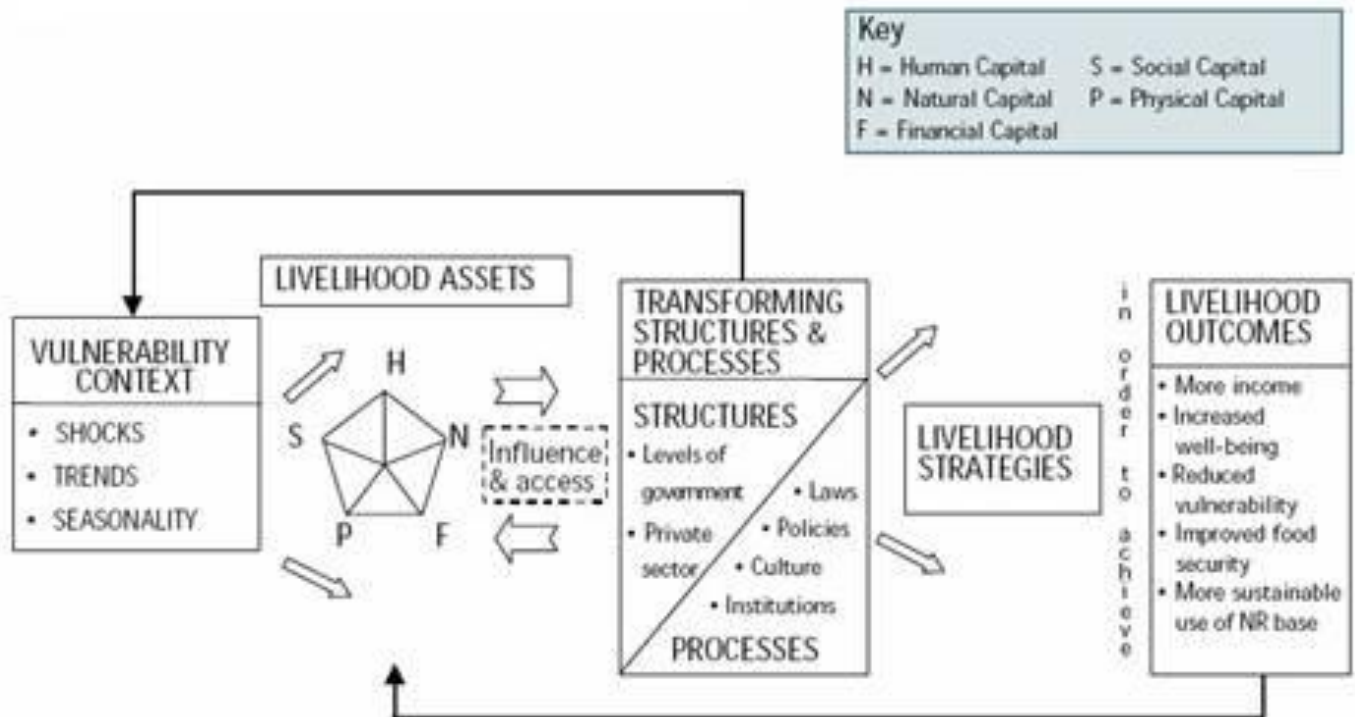 Key
H = Human Capital S = Social Capital
N = Natural Capital P = Physical Capital
F = Financial Capital
LIVELIHOOD ASSETS
VULNERABILITY
CONTEXT
• SHOCKS
• TRENDS
• SEASONALITY
H
S
N
P
F
Influence
& access
TRANSFORMING
STRUCTURES &
PROCESSES
STRUCTURES
• Levels of
government
• Private
sector
• Laws
• Policies
• Culture
• Institutions
PROCESSES
LIVELIHOOD
STRATEGIES
in order to achieve
LIVELIHOOD
OUTCOMES
• More income
• Increased
well-being
• Reduced
vulnerability
• Improved food
security
• More sustainable
use of NR base